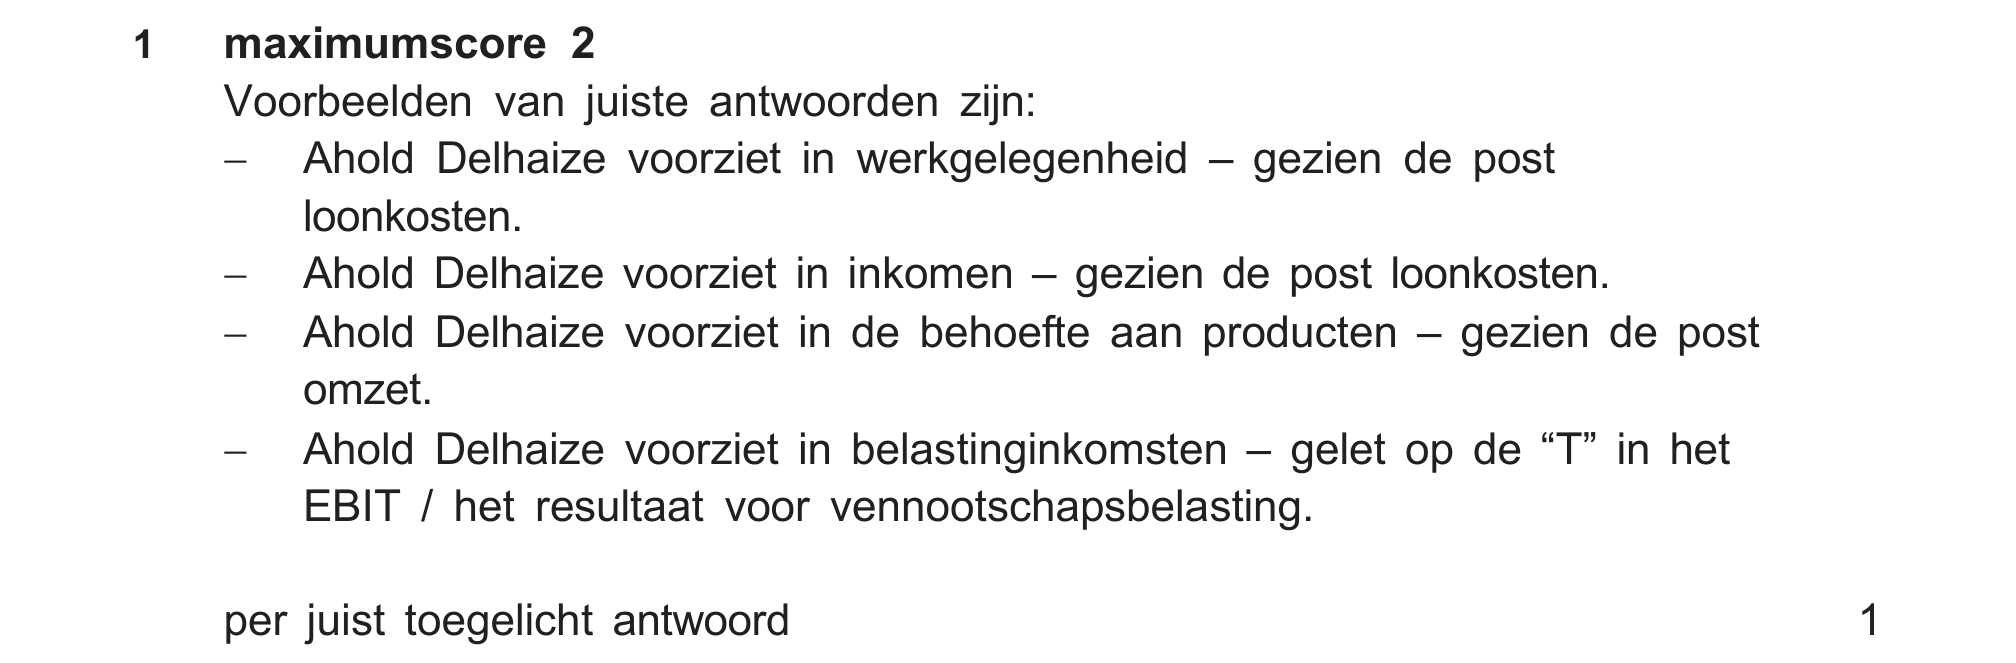 1 maximumscore 2
Voorbeelden van juiste antwoorden zijn:
– Ahold Delhaize voorziet in werkgelegenheid – gezien de post
loonkosten.
– Ahold Delhaize voorziet in inkomen – gezien de post loonkosten.
– Ahold Delhaize voorziet in de behoefte aan producten – gezien de post
omzet.
– Ahold Delhaize voorziet in belastinginkomsten – gelet op de “T” in het
EBIT / het resultaat voor vennootschapsbelasting.
per juist toegelicht antwoord 1